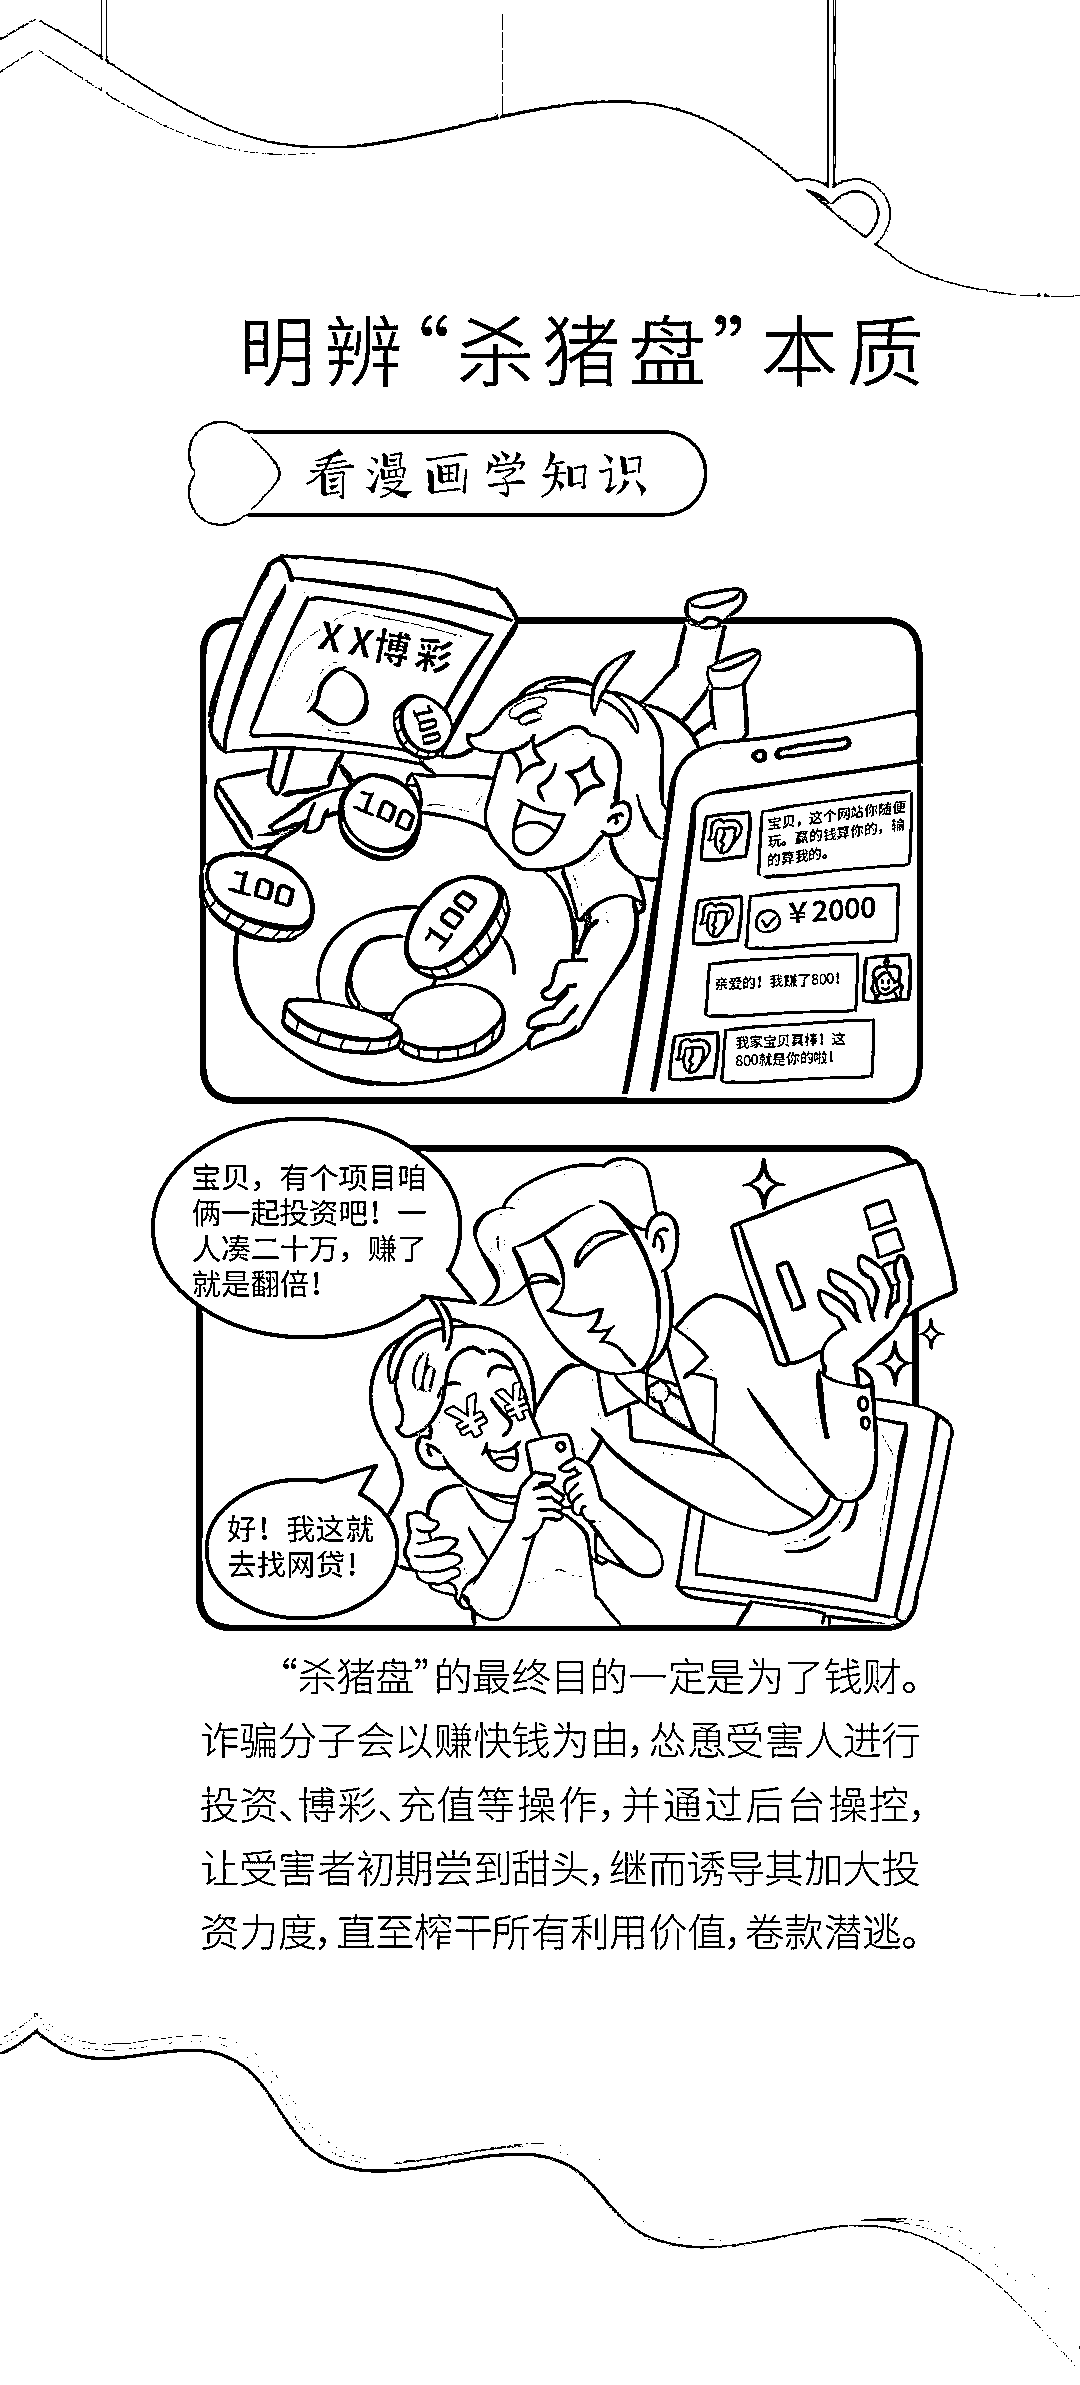 明辨“杀猪盘”本质
看漫画学知识
XX博彩
100
100
100
100
宝贝，这个网站你随便
玩。赢的钱算你的，输
的算我的。
￥2000
亲爱的！我赚了800！
我家宝贝真棒！这
800就是你的啦！
宝贝，有个项目咱
俩一起投资吧！一
人凑二十万，赚了
就是翻倍！
好！我这就
去找网贷！
“杀猪盘”的最终目的一定是为了钱财。
诈骗分子会以赚快钱为由，怂恿受害人进行
投资、博彩、充值等操作，并通过后台操控，
让受害者初期尝到甜头，继而诱导其加大投
资力度，直至榨干所有利用价值，卷款潜逃。